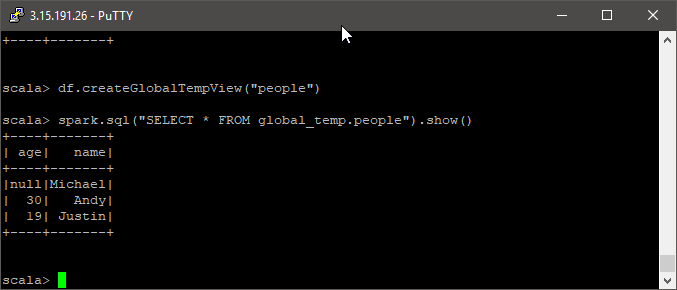 3.15.191.26 - PuTTY
+----+-------+
scala> df.createGlobalTempView("people")
scala> spark.sql("SELECT * FROM global_temp.people").show()
+----+-------+
| age|   name|
+----+-------+
|null|Michael|
|  30|   Andy|
|  19| Justin|
+----+-------+
scala>